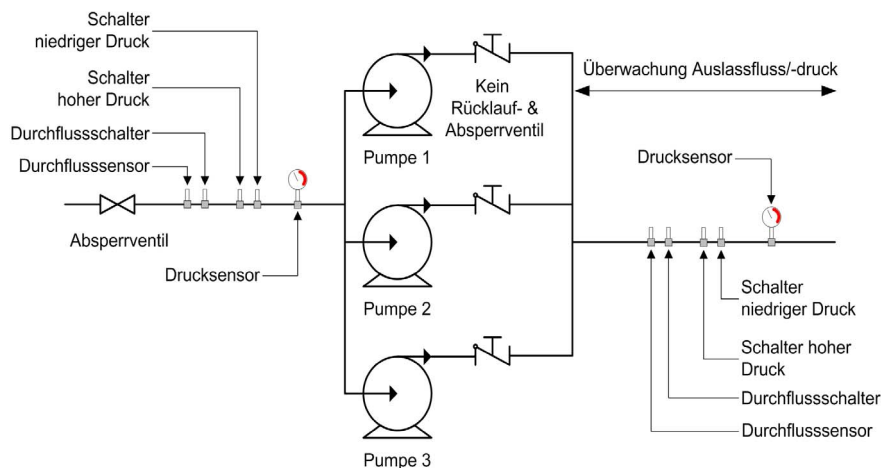 Schalter
niedriger Druck
Schalter
hoher Druck
Durchflussschalter
Durchflusssensor
Absperrventil
Drucksensor
Pumpe 1
Kein
Rücklauf- &
Absperrventil
Pumpe 2
Pumpe 3
Überwachung Auslassfluss/-druck
Drucksensor
Schalter
niedriger Druck
Schalter hoher
Druck
Durchflussschalter
Durchflusssensor